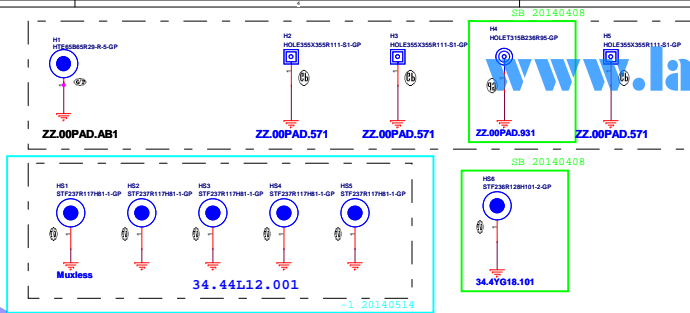 4
SB 20140408
H1
HTE65B65R29-R-5-GP
ZZ.00PAD.AB1
H2
HOLE355X355R111-S1-GP
ZZ.00PAD.571
H3
HOLE355X355R111-S1-GP
ZZ.00PAD.571
H4
HOLET315B236R95-GP
ZZ.00PAD.931
H5
HOLE355X355R111-S1-GP
ZZ.00PAD.571
www.la
HS1
STF237R117H81-1-GP
Muxless
HS2
STF237R117H81-1-GP
HS3
STF237R117H81-1-GP
HS4
STF237R117H81-1-GP
HS5
STF237R117H81-1-GP
34.44L12.001
-1 20140514
SB 20140408
HS6
STF236R128H101-2-GP
34.4YG18.101